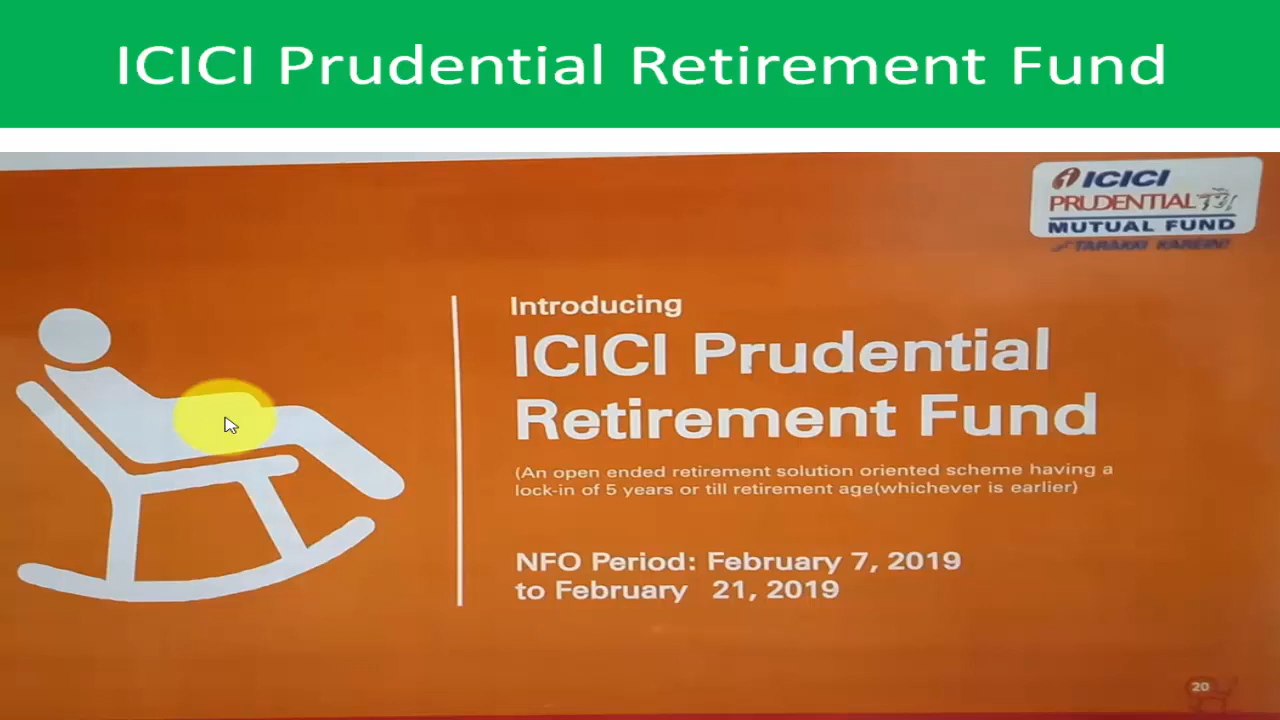 ICICI Prudential Retirement Fund
ICICI
PRUDENTIAL
MUTUAL FUND
TARAKKI KAREIN!
Introducing
ICICI Prudential
Retirement Fund
(An open ended retirement solution oriented scheme having a
lock-in of 5 years or till retirement age(whichever is earlier)
NFO Period: February 7, 2019
to February 21, 2019
20